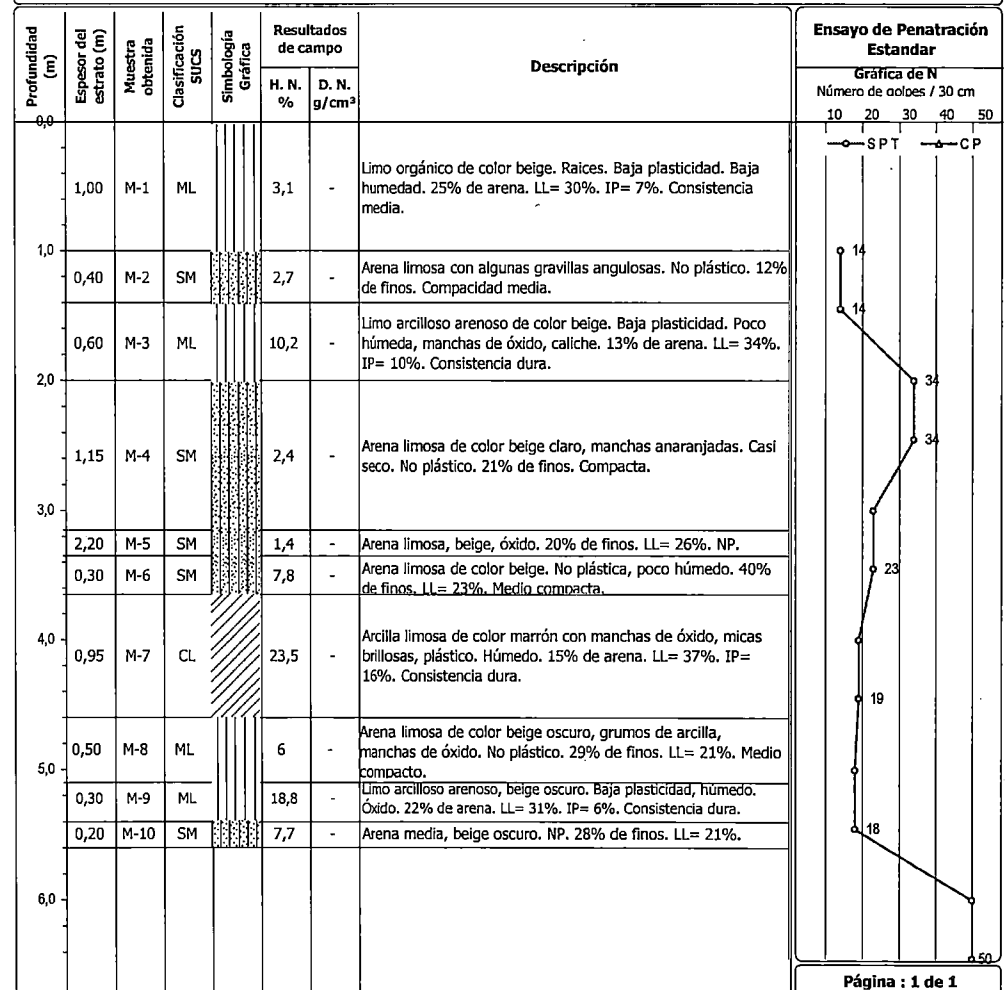 Profundidad (m)
Espesor del estrato (m)
Muestra obtenida
Clasificación SUCS
Simbología Gráfica
Resultados de campo
H. N. %
D. N. g/cm³
Descripción
Ensayo de Penatración Estandar
Gráfica de N
Número de golpes / 30 cm
10 20 30 40 50
SPT CP
0,0
1,00 M-1 ML 3,1 -
Limo orgánico de color beige. Raices. Baja plasticidad. Baja
humedad. 25% de arena. LL= 30%. IP= 7%. Consistencia
media.
1,0
14
0,40 M-2 SM 2,7 -
Arena limosa con algunas gravillas angulosas. No plástico. 12%
de finos. Compacidad media.
14
0,60 M-3 ML 10,2 -
Limo arcilloso arenoso de color beige. Baja plasticidad. Poco
húmeda, manchas de óxido, caliche. 13% de arena. LL= 34%.
IP= 10%. Consistencia dura.
2,0
34
34
1,15 M-4 SM 2,4 -
Arena limosa de color beige claro, manchas anaranjadas. Casi
seco. No plástico. 21% de finos. Compacta.
3,0
2,20 M-5 SM 1,4 - Arena limosa, beige, óxido. 20% de finos. LL= 26%. NP.
0,30 M-6 SM 7,8 -
Arena limosa de color beige. No plástica, poco húmedo. 40%
de finos. LL= 23%. Medio compacta.
23
4,0
0,95 M-7 CL 23,5 -
Arcilla limosa de color marrón con manchas de óxido, micas
brillosas, plástico. Húmedo. 15% de arena. LL= 37%. IP=
16%. Consistencia dura.
19
0,50 M-8 ML 6 -
Arena limosa de color beige oscuro, grumos de arcilla,
manchas de óxido. No plástico. 29% de finos. LL= 21%. Medio
compacto.
5,0
0,30 M-9 ML 18,8 -
Limo arcilloso arenoso, beige oscuro. Baja plasticidad, húmedo.
Óxido. 22% de arena. LL= 31%. IP= 6%. Consistencia dura.
0,20 M-10 SM 7,7 - Arena media, beige oscuro. NP. 28% de finos. LL= 21%.
18
6,0
50
Página : 1 de 1